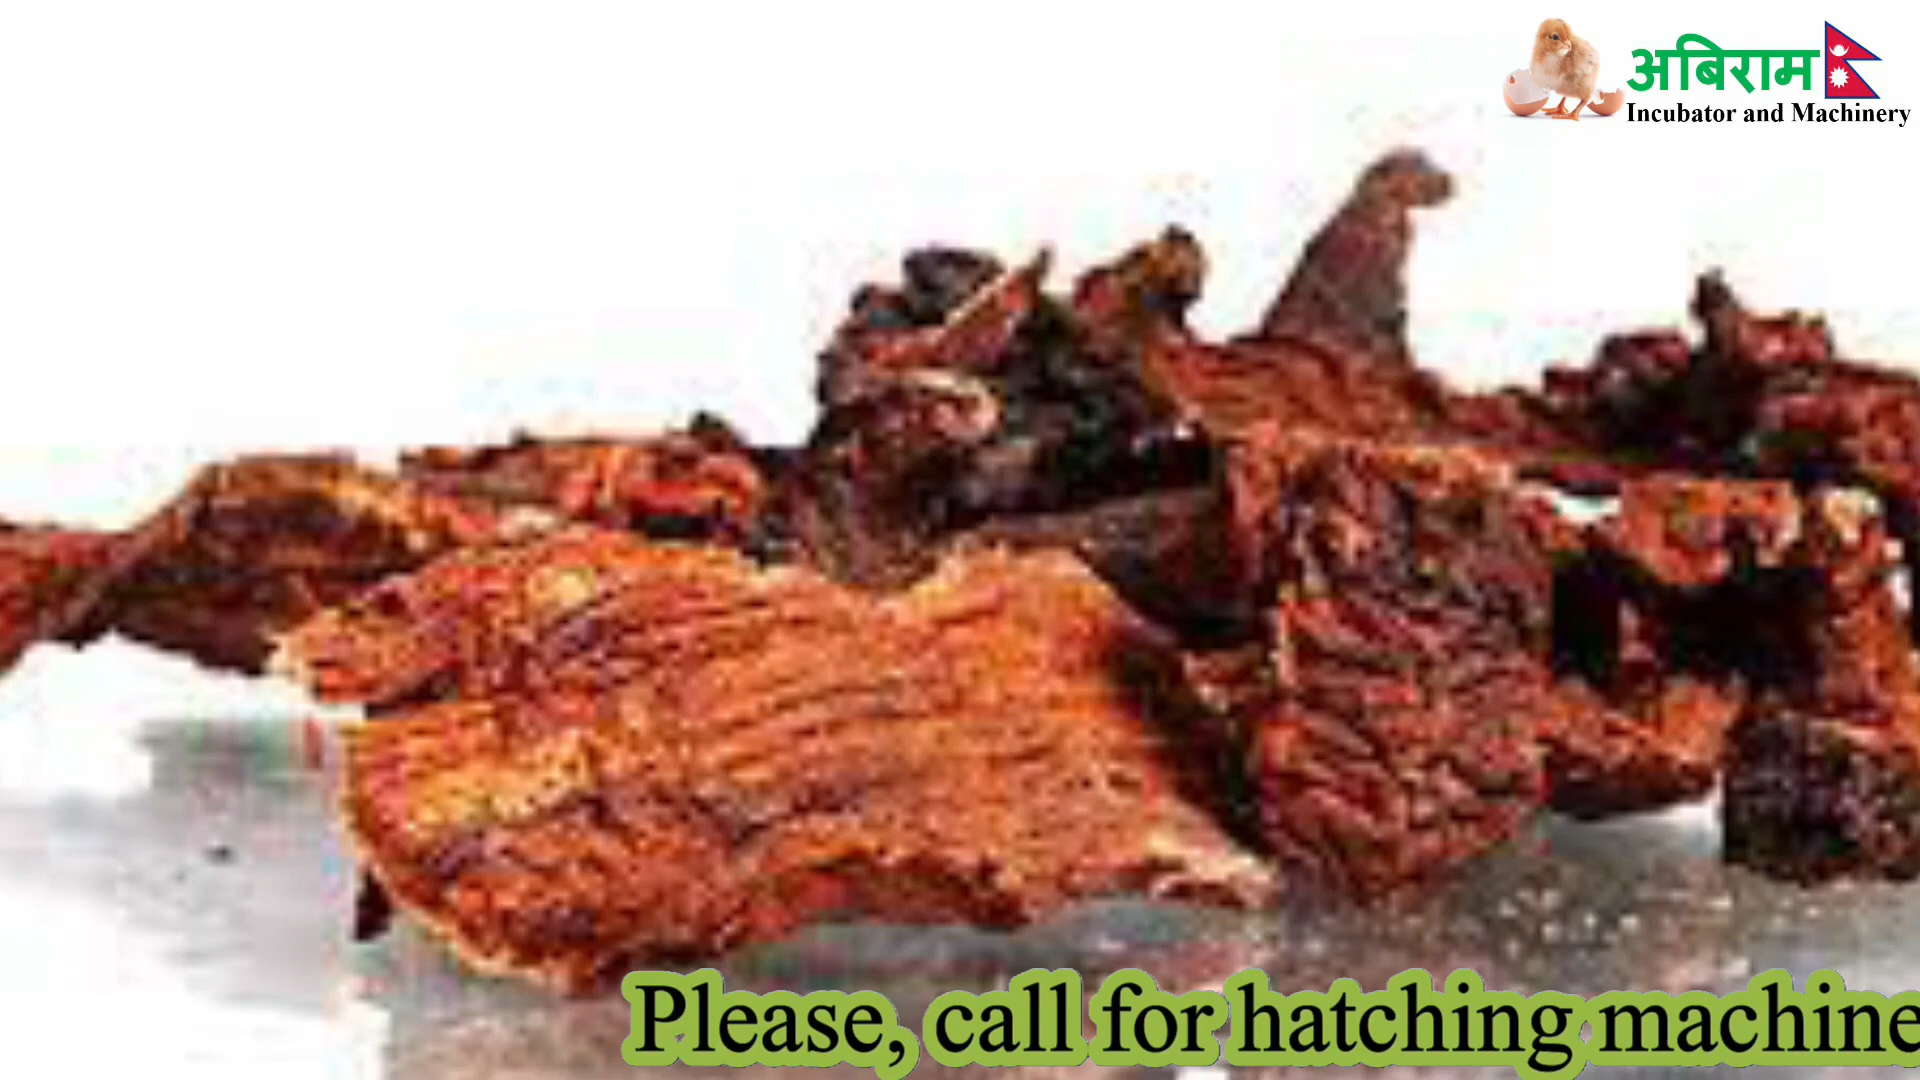 अबिराम
Incubator and Machinery
Please, call for hatching machine